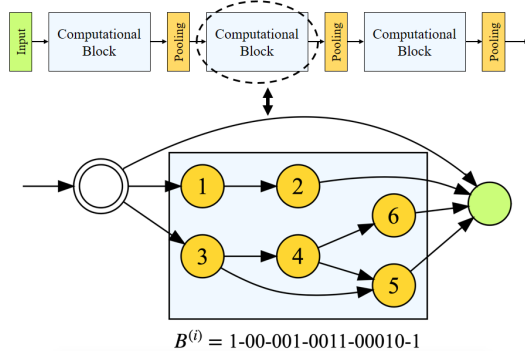 Input
Computational
Block
Pooling
Computational
Block
Pooling
Computational
Block
Pooling
1
2
6
3
4
5
B^{(i)} = 1-00-001-0011-00010-1